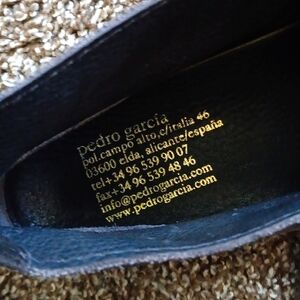 pedro garcía
pol.campo alto,c/italia 46
03600 elda, alicante/españa
tel+34 96 539 90 07
fax+34 96 539 48 46
info@pedrogarcia.com
www.pedrogarcia.com